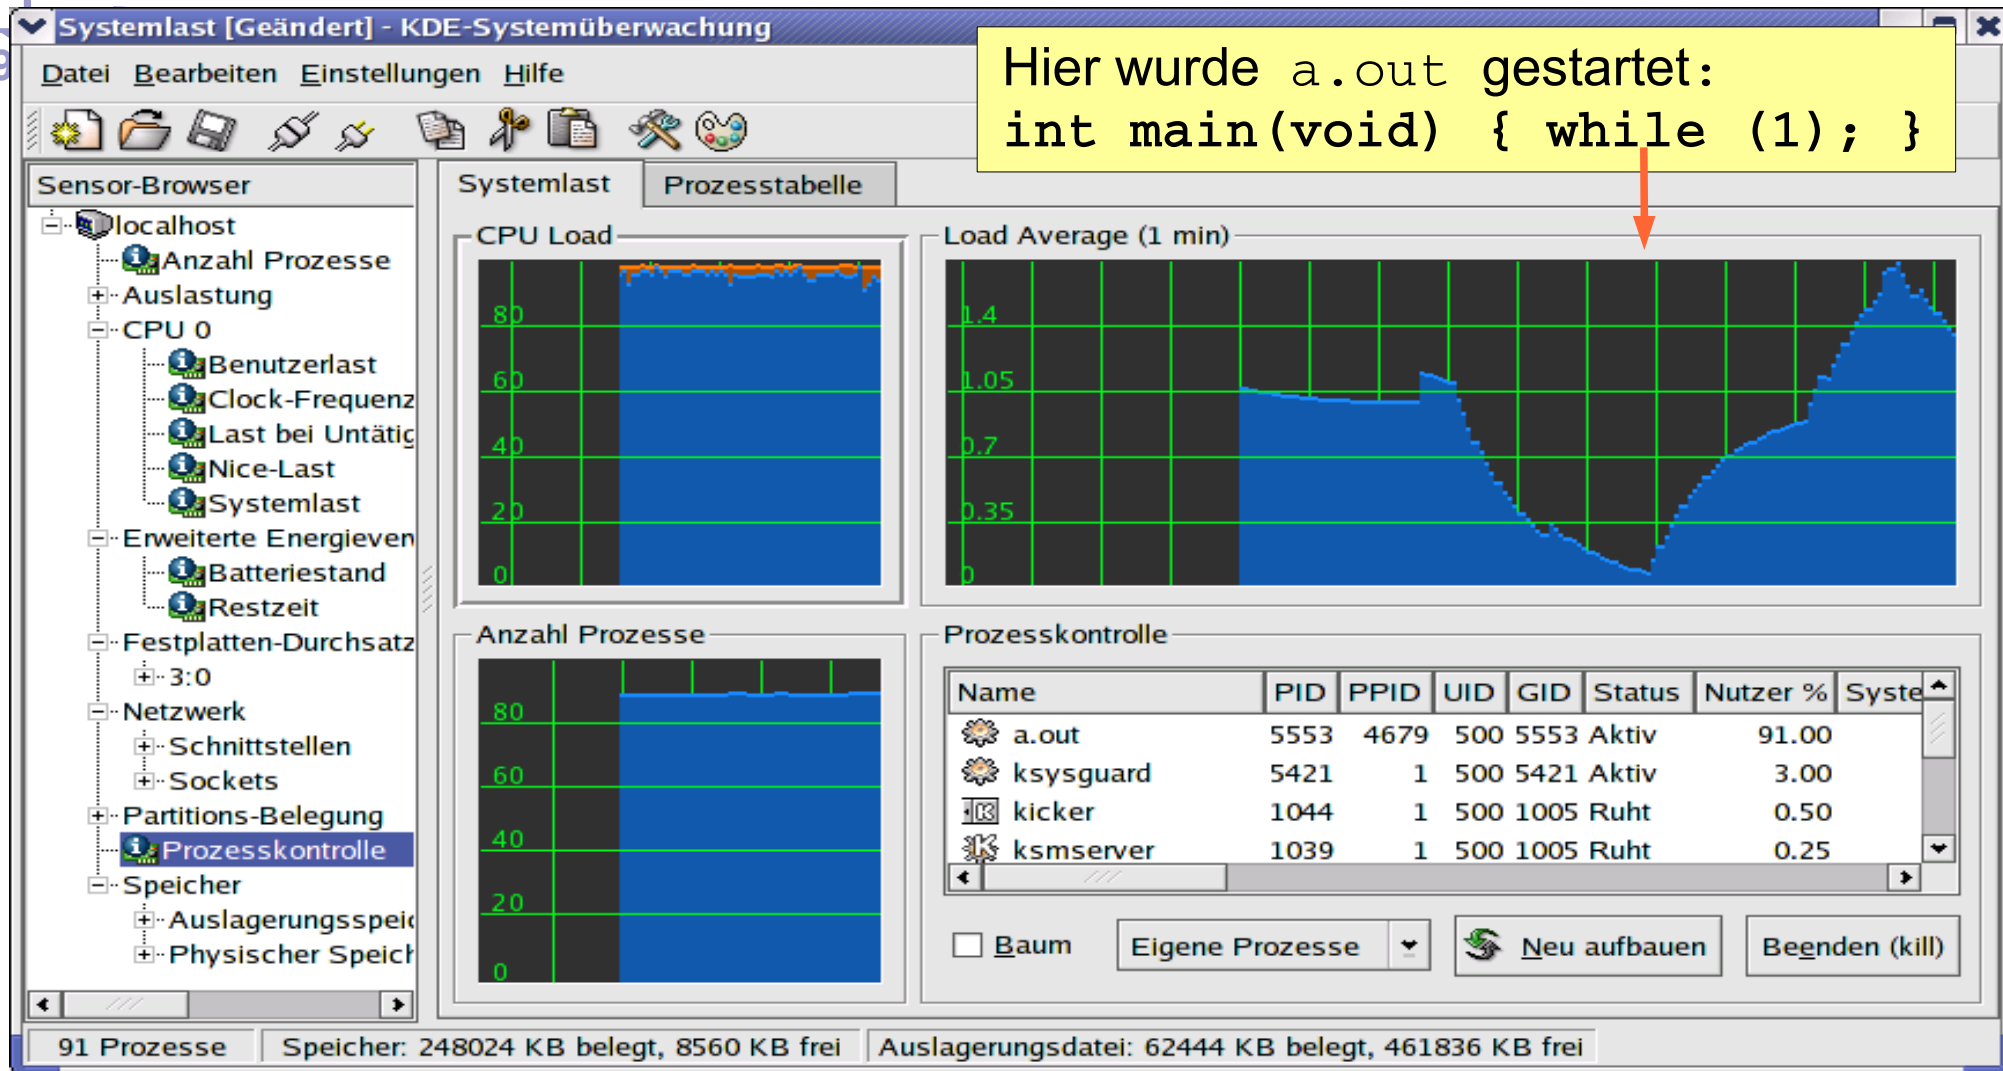 Systemlast [Geändert] - KDE-Systemüberwachung
Hier wurde a.out gestartet:
int main(void) { while (1); }
Datei Bearbeiten Einstellungen Hilfe
Sensor-Browser
localhost
Anzahl Prozesse
Auslastung
CPU 0
Benutzerlast
Clock-Frequenz
Last bei Untätig
Nice-Last
Systemlast
Erweiterte Energieven
Batteriestand
Restzeit
Festplatten-Durchsatz
3:0
Netzwerk
Schnittstellen
Sockets
Partitions-Belegung
Prozesskontrolle
Speicher
Auslagerungsspeic
Physischer Speich
Systemlast Prozesstabelle
CPU Load
80
60
40
20
0
Load Average (1 min)
1.4
1.05
0.7
0.35
0
Anzahl Prozesse
80
60
40
20
0
Prozesskontrolle
Name PID PPID UID GID Status Nutzer % Syste
a.out 5553 4679 500 5553 Aktiv 91.00
ksysguard 5421 1 500 5421 Aktiv 3.00
kicker 1044 1 500 1005 Ruht 0.50
ksmserver 1039 1 500 1005 Ruht 0.25
Baum Eigene Prozesse Neu aufbauen Beenden (kill)
91 Prozesse Speicher: 248024 KB belegt, 8560 KB frei Auslagerungsdatei: 62444 KB belegt, 461836 KB frei